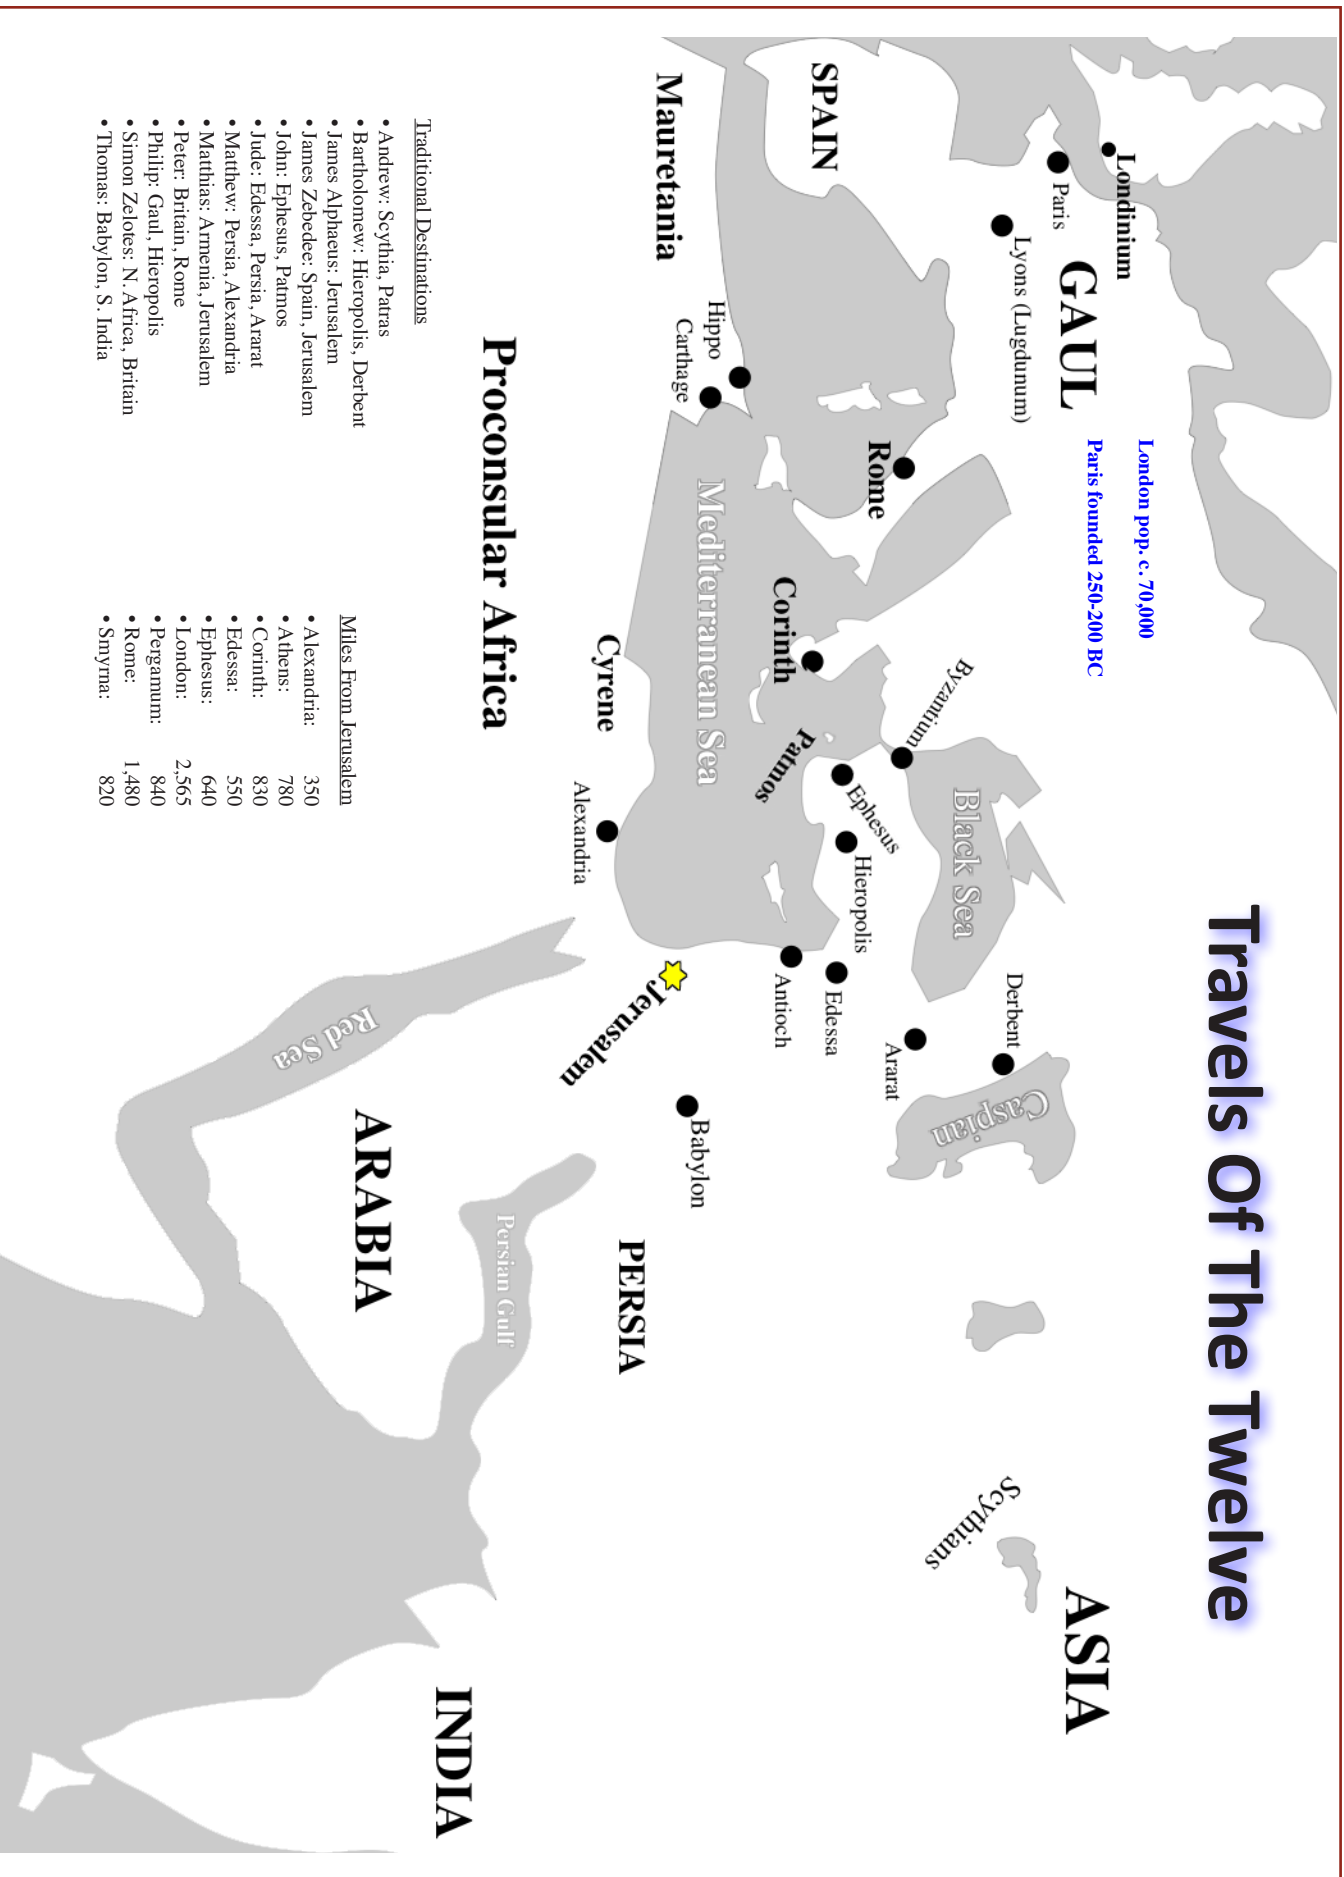 Travels Of The Twelve
London pop. c. 70,000
Paris founded 250-200 BC
Londinium
Paris
GAUL
Lyons (Lugdunum)
SPAIN
Mauretania
Hippo
Carthage
Rome
Mediterranean Sea
Corinth
Byzantium
Black Sea
Patmos
Ephesus
Hieropolis
Cyrene
Alexandria
Antioch
Edessa
Ararat
Derbent
Caspian
Jerusalem
Babylon
Red Sea
ARABIA
Persian Gulf
PERSIA
Scythians
ASIA
INDIA
Proconsular Africa
Traditional Destinations
• Andrew: Scythia, Patras
• Bartholomew: Hieropolis, Derbent
• James Alphaeus: Jerusalem
• James Zebedee: Spain, Jerusalem
• John: Ephesus, Patmos
• Jude: Edessa, Persia, Ararat
• Matthew: Persia, Alexandria
• Matthias: Armenia, Jerusalem
• Peter: Britain, Rome
• Philip: Gaul, Hieropolis
• Simon Zelotes: N. Africa, Britain
• Thomas: Babylon, S. India
Miles From Jerusalem
• Alexandria: 350
• Athens: 780
• Corinth: 830
• Edessa: 550
• Ephesus: 640
• London: 2,565
• Pergamum: 840
• Rome: 1,480
• Smyrna: 820